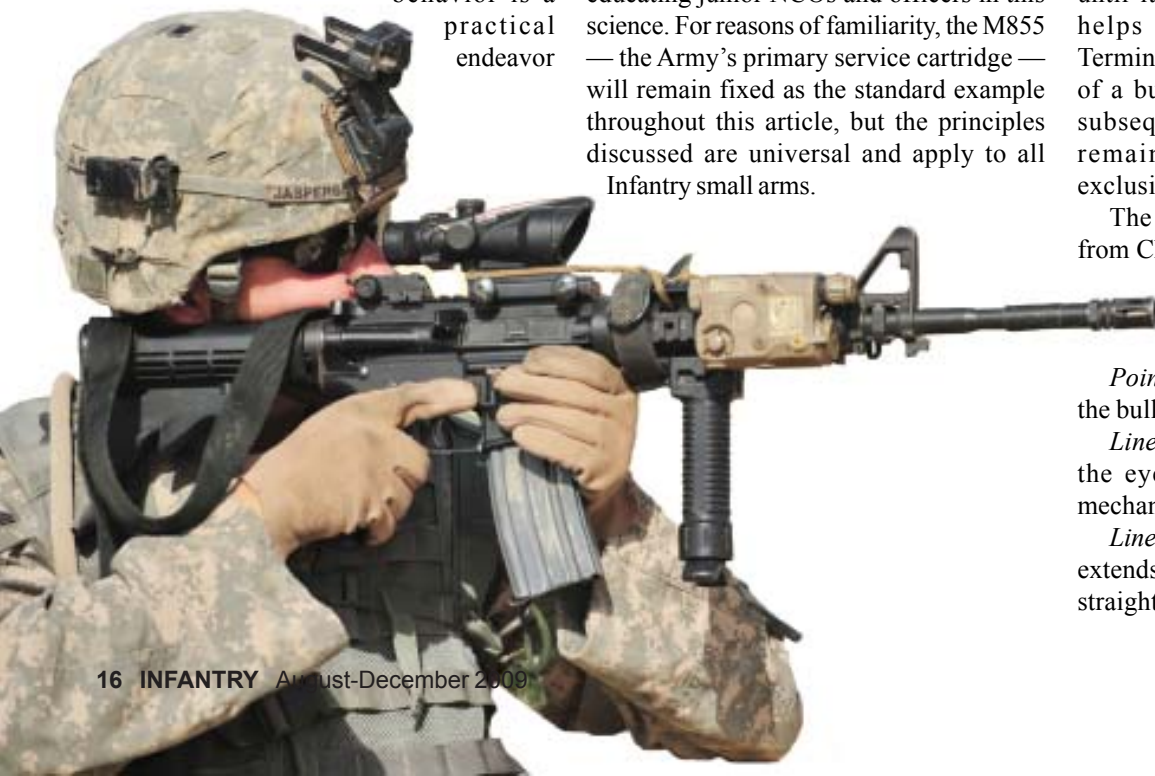 behavior is a
practical
endeavor
educating junior NCOs and officers in this
science. For reasons of familiarity, the M855
— the Army's primary service cartridge —
will remain fixed as the standard example
throughout this article, but the principles
discussed are universal and apply to all
Infantry small arms.
until it
helps
Termin
of a bu
subseq
remain
exclusi
The
from C
Poin
the bull
Line
the eye
mechan
Line
extends
straight
16 INFANTRY August-December 2009